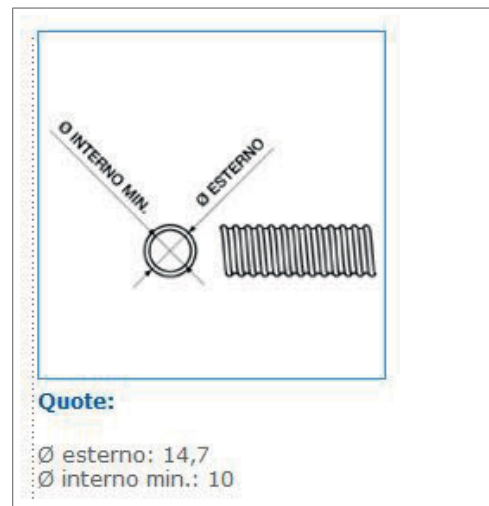 Ø INTERNO MIN.
Ø ESTERNO
Quote:
Ø esterno: 14,7
Ø interno min.: 10